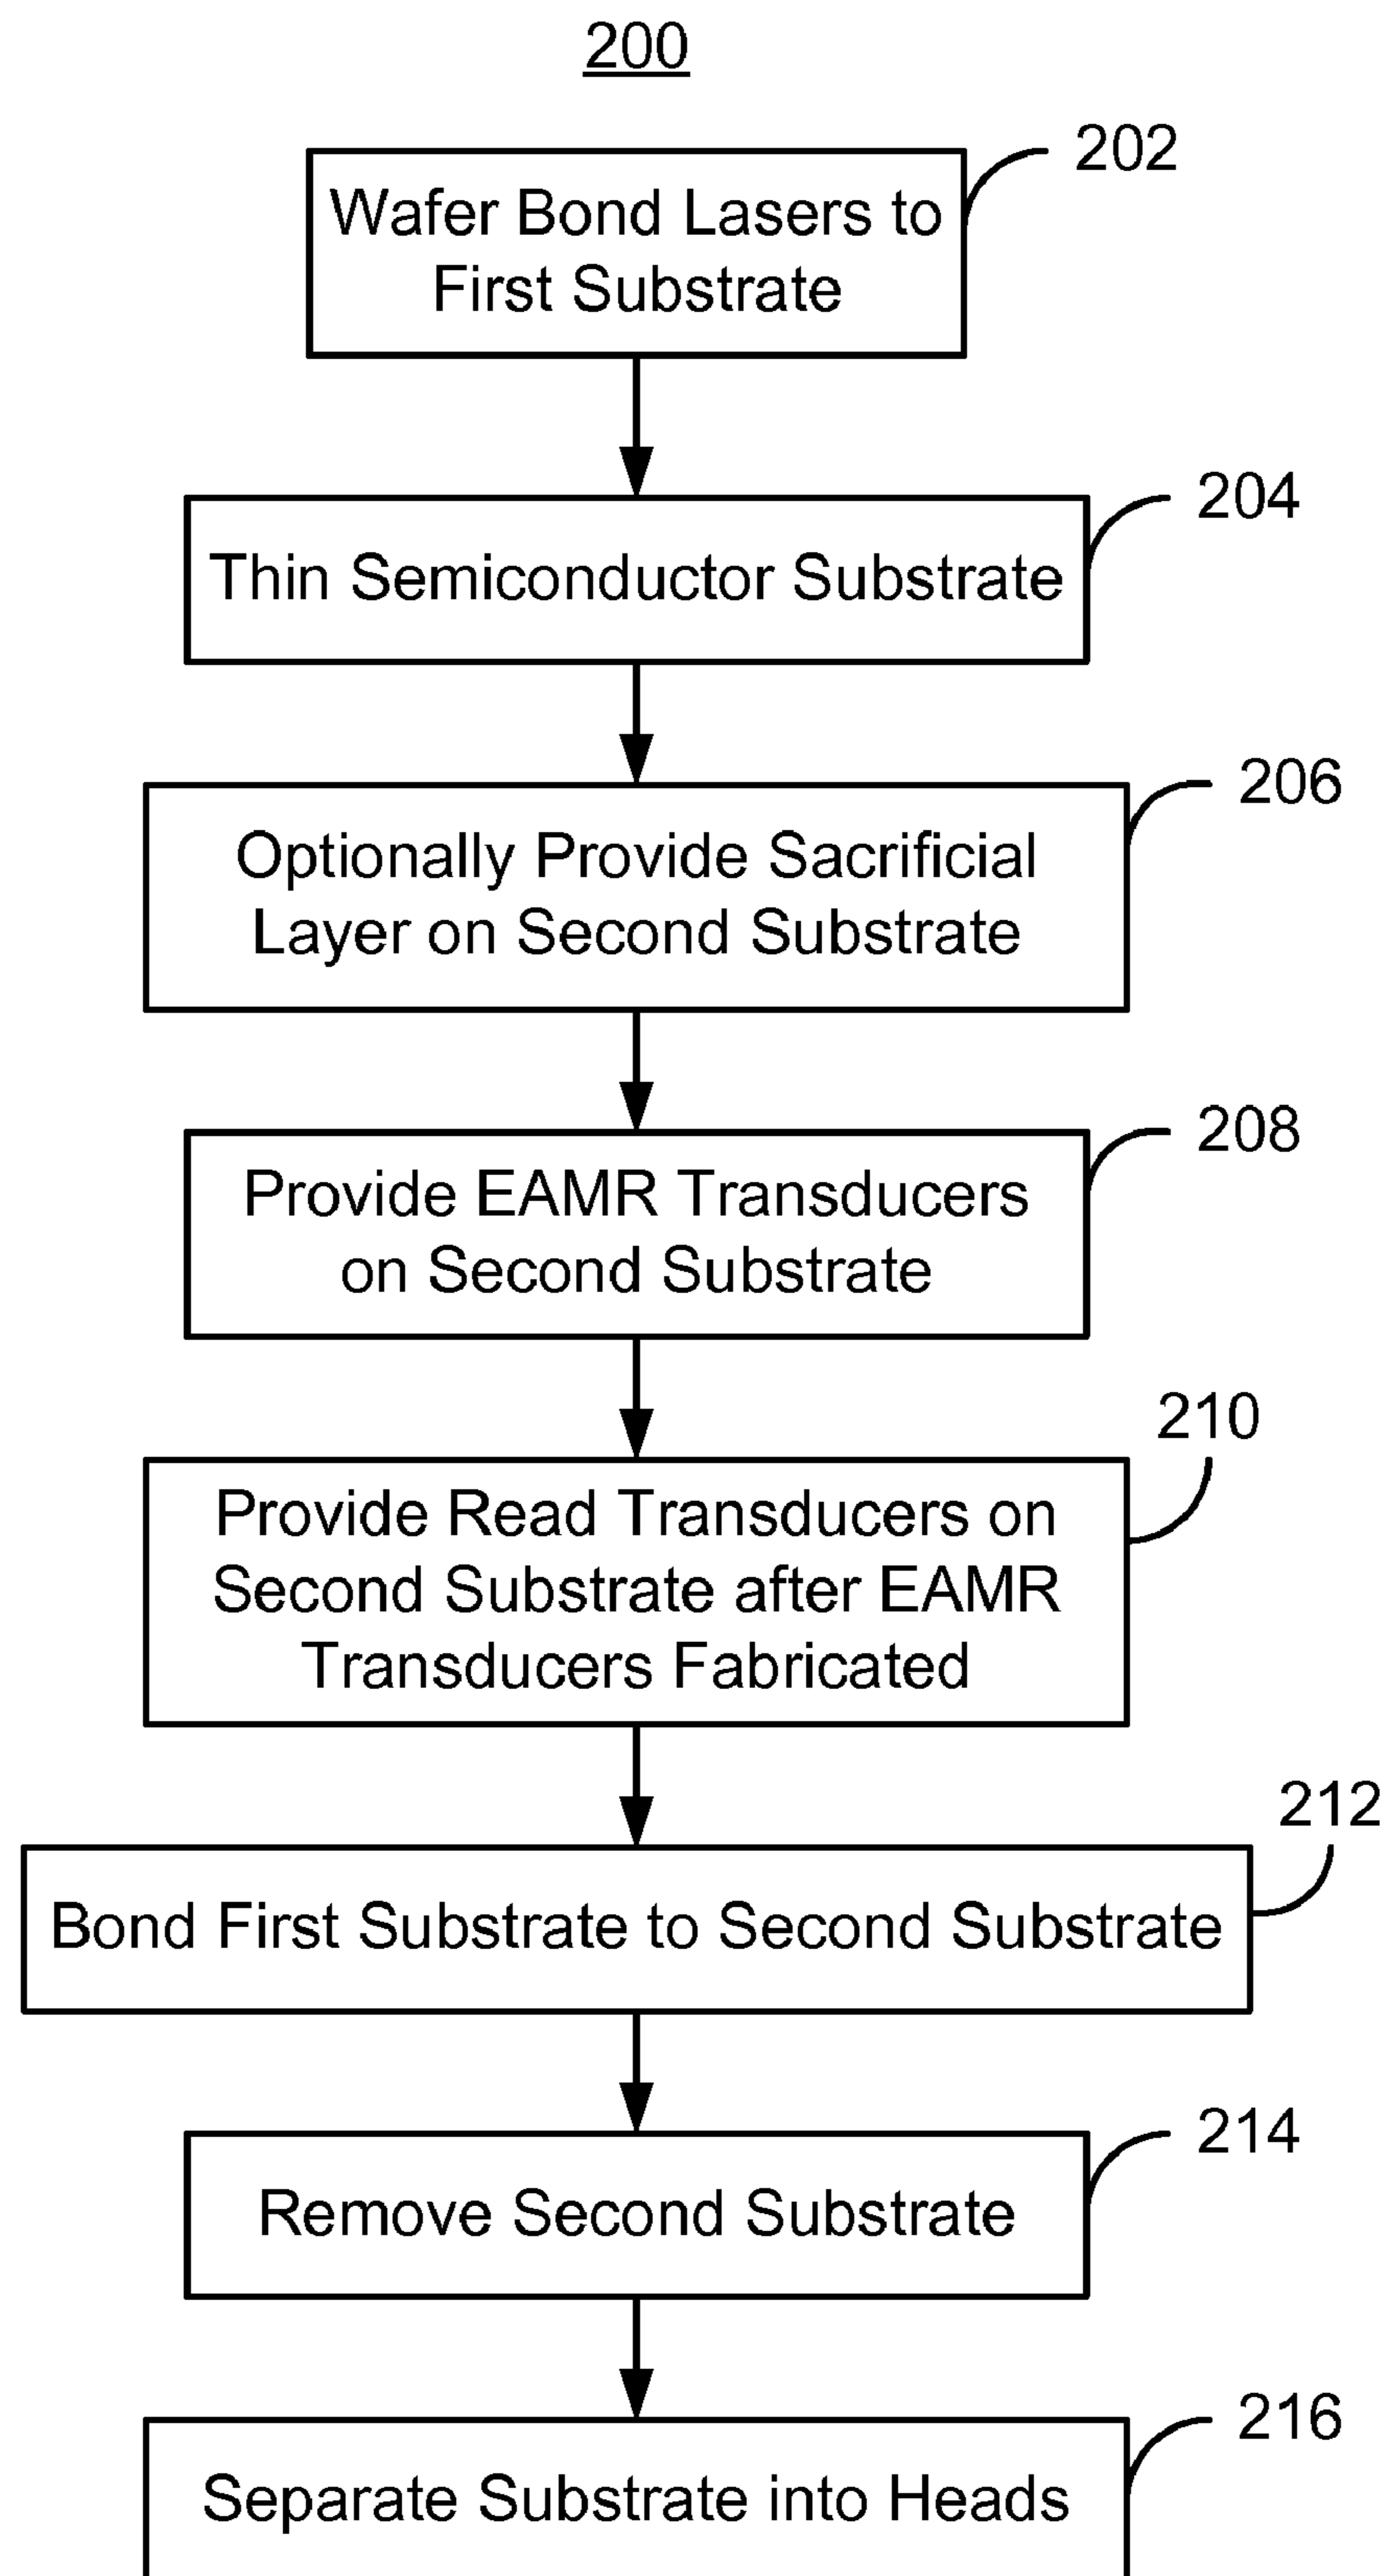 200
202
Wafer Bond Lasers to
First Substrate
204
Thin Semiconductor Substrate
206
Optionally Provide Sacrificial
Layer on Second Substrate
208
Provide EAMR Transducers
on Second Substrate
210
Provide Read Transducers on
Second Substrate after EAMR
Transducers Fabricated
212
Bond First Substrate to Second Substrate
214
Remove Second Substrate
216
Separate Substrate into Heads